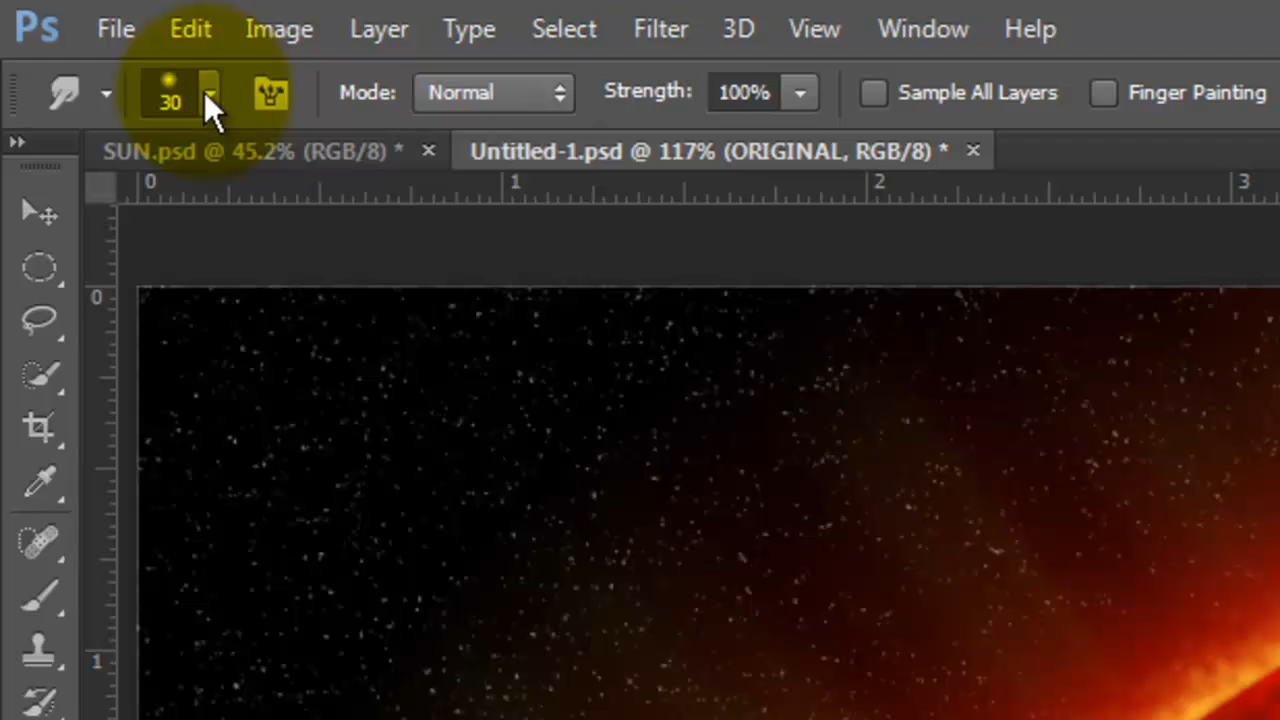 Ps File Edit Image Layer Type Select Filter 3D View Window Help
30 Mode: Normal Strength: 100% Sample All Layers Finger Painting
SUN.psd @ 45.2% (RGB/8) * × Untitled-1.psd @ 117% (ORIGINAL, RGB/8) * ×
0 1 2 3
0
1